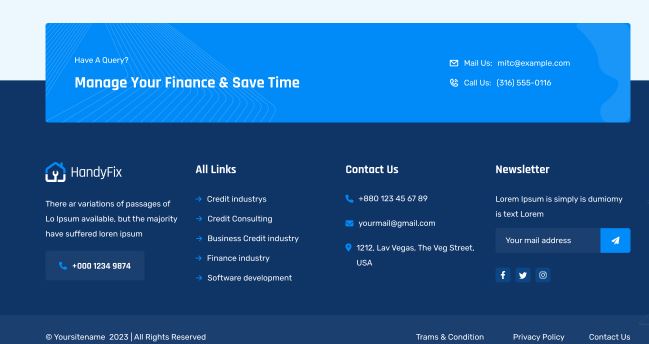 Have A Query?
Manage Your Finance & Save Time
Mail Us: mitc@example.com
Call Us: (316) 555-0116
HandyFix
There ar variations of passages of
Lo Ipsum available, but the majority
have suffered loren ipsum
+000 1234 9874
All Links
Credit industrys
Credit Consulting
Business Credit industry
Finance industry
Software development
Contact Us
+880 123 45 67 89
yourmail@gmail.com
1212, Lav Vegas, The Veg Street,
USA
Newsletter
Lorem Ipsum is simply is dumiomy
is text Lorem
Your mail address
© Yoursitename 2023 | All Rights Reserved
Trams & Condition Privacy Policy Contact Us